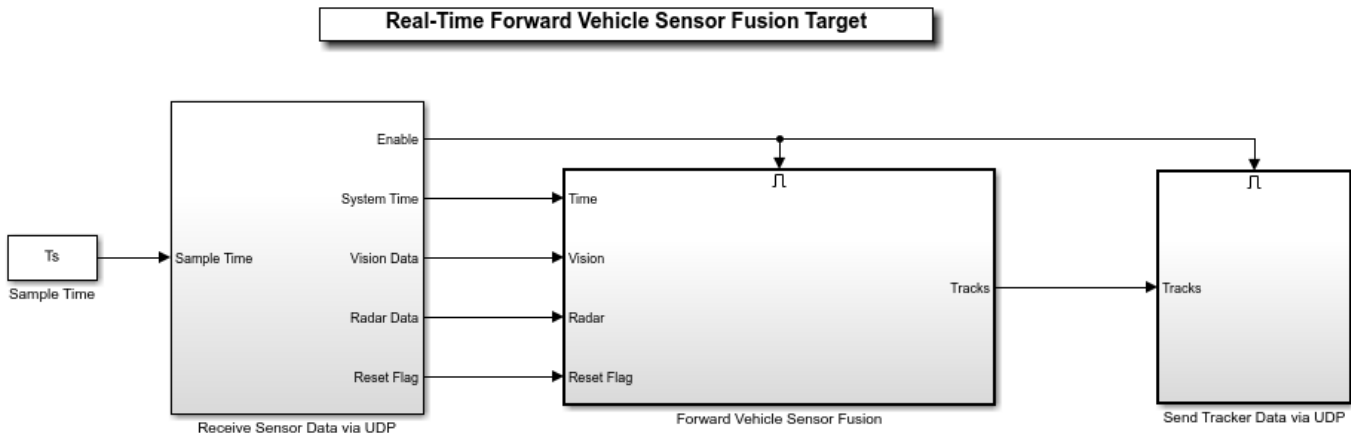 Real-Time Forward Vehicle Sensor Fusion Target
Enable
System Time
Time
Ts
Sample Time
Vision Data
Vision
Sample Time
Tracks
Tracks
Radar Data
Radar
Reset Flag
Reset Flag
Receive Sensor Data via UDP
Forward Vehicle Sensor Fusion
Send Tracker Data via UDP